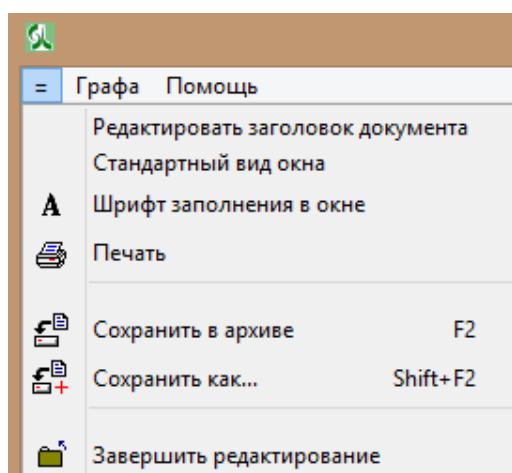 = Графа Помощь
Редактировать заголовок документа
Стандартный вид окна
A Шрифт заполнения в окне
Печать
Сохранить в архиве F2
Сохранить как... Shift+F2
Завершить редактирование